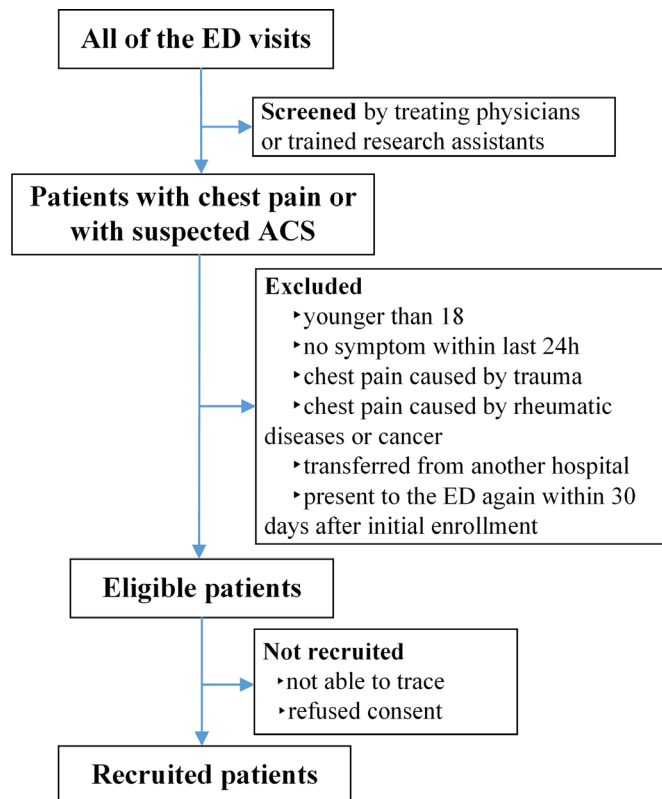 All of the ED visits
Screened by treating physicians
or trained research assistants
Patients with chest pain or
with suspected ACS
Excluded
‣younger than 18
‣no symptom within last 24h
‣chest pain caused by trauma
‣chest pain caused by rheumatic
diseases or cancer
‣transferred from another hospital
‣present to the ED again within 30
days after initial enrollment
Eligible patients
Not recruited
‣not able to trace
‣refused consent
Recruited patients